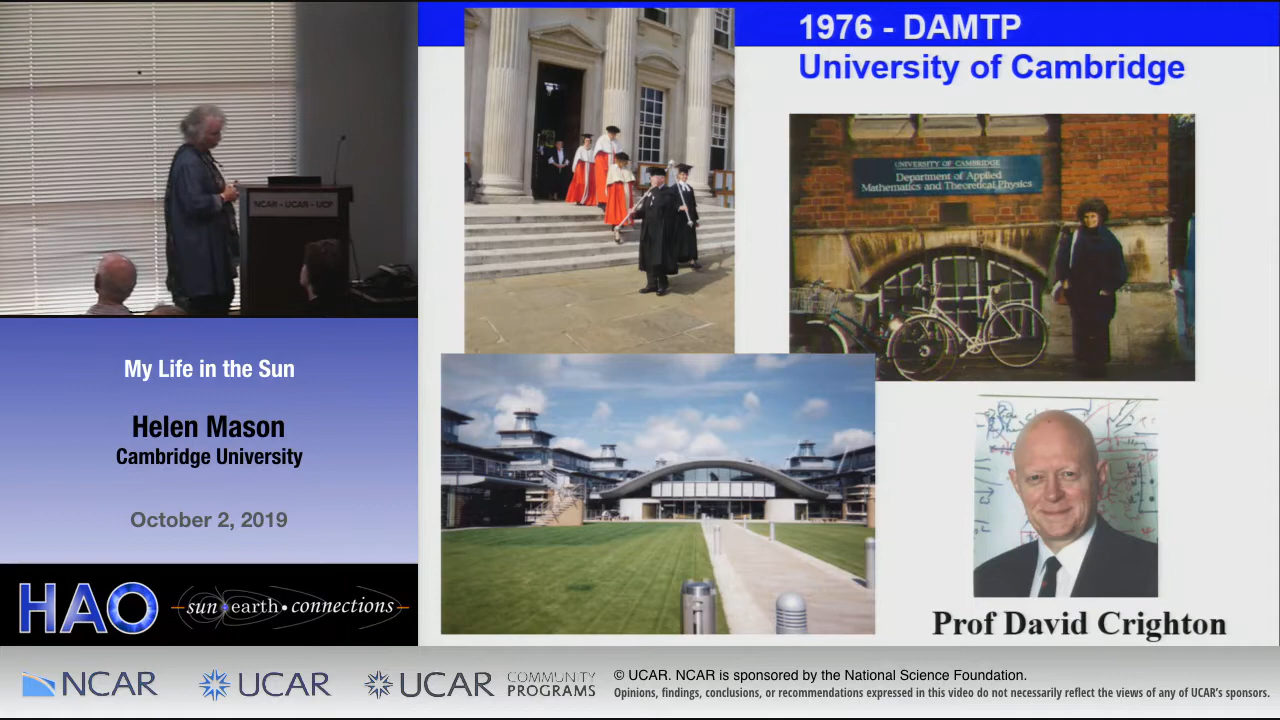 1976 - DAMTP
University of Cambridge
UNIVERSITY OF CAMBRIDGE
Department of Applied
Mathematics and Theoretical Physics
Prof David Crighton
NCAR - UCAR - UCP
My Life in the Sun
Helen Mason
Cambridge University
October 2, 2019
HAO
sun earth • connections
NCAR
UCAR
UCAR
COMMUNITY
PROGRAMS
© UCAR. NCAR is sponsored by the National Science Foundation.
Opinions, findings, conclusions, or recommendations expressed in this video do not necessarily reflect the views of any of UCAR's sponsors.